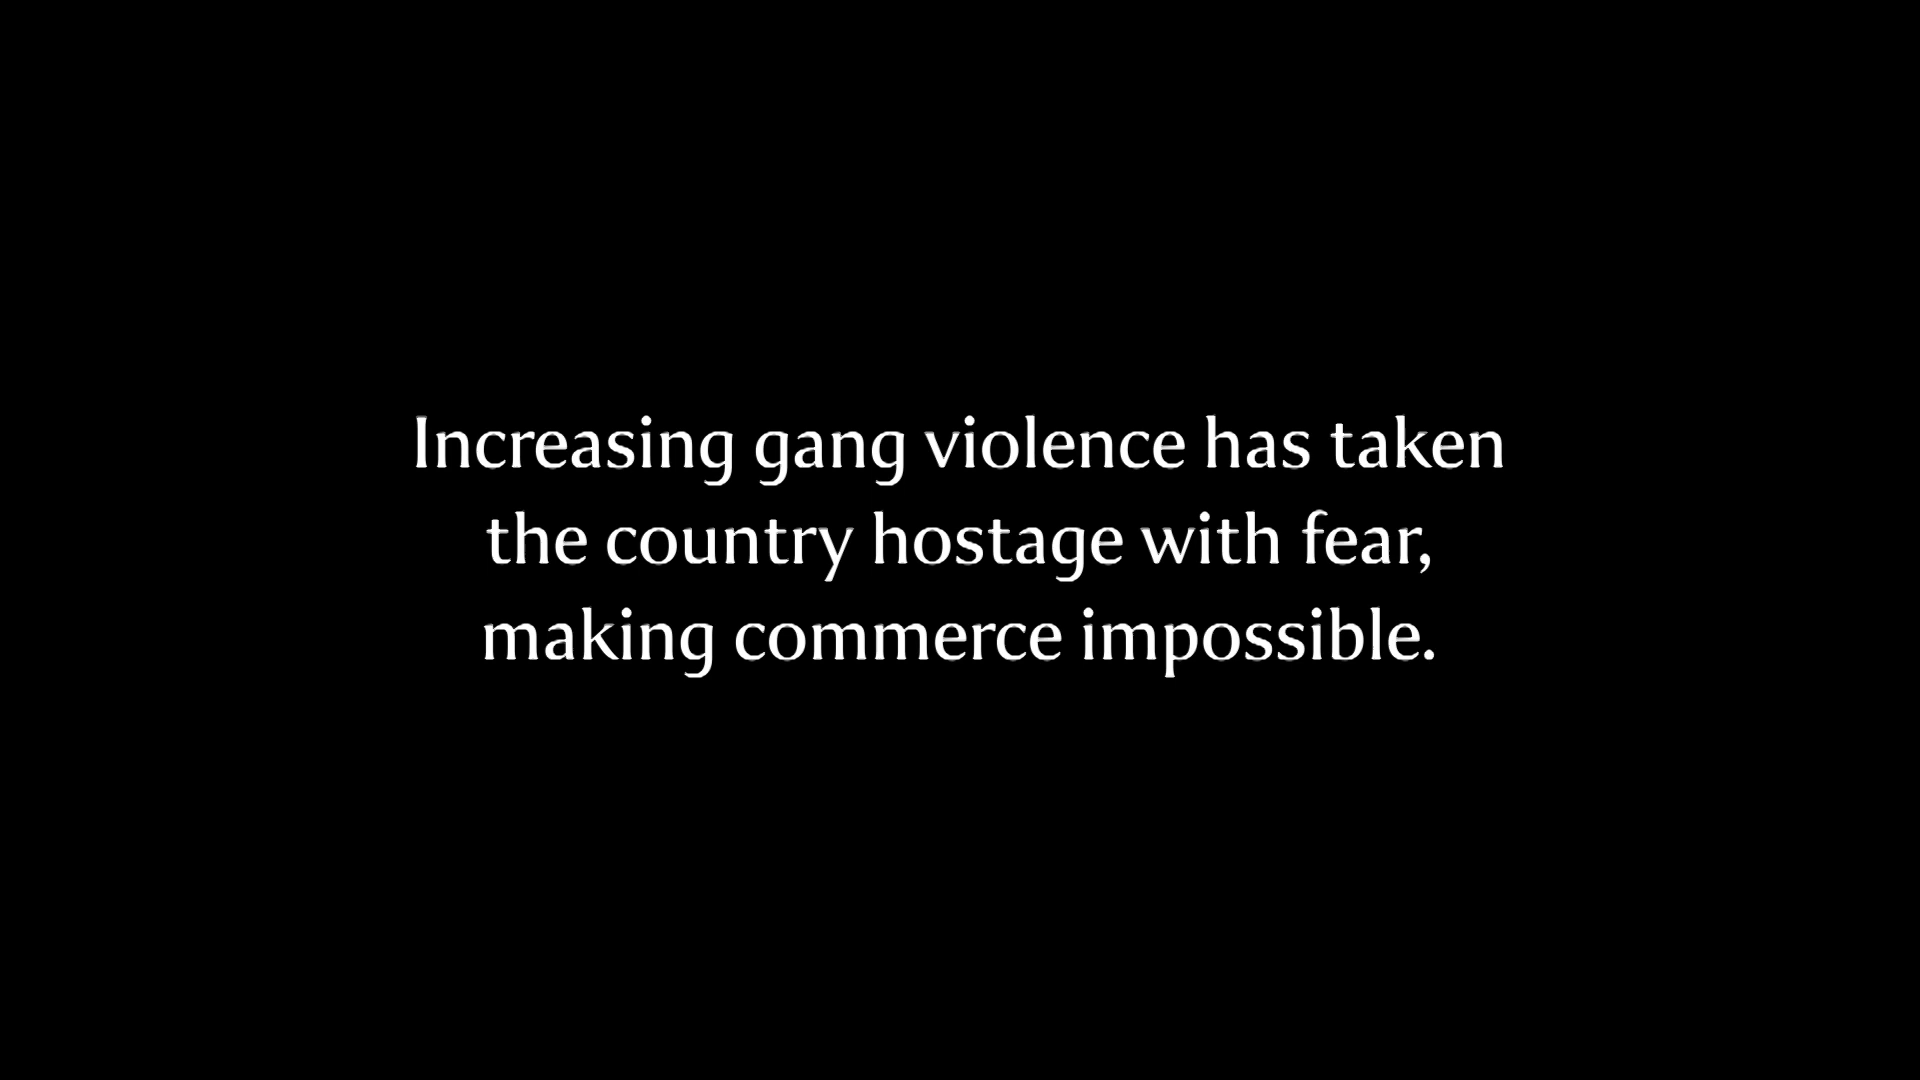 Increasing gang violence has taken
the country hostage with fear,
making commerce impossible.